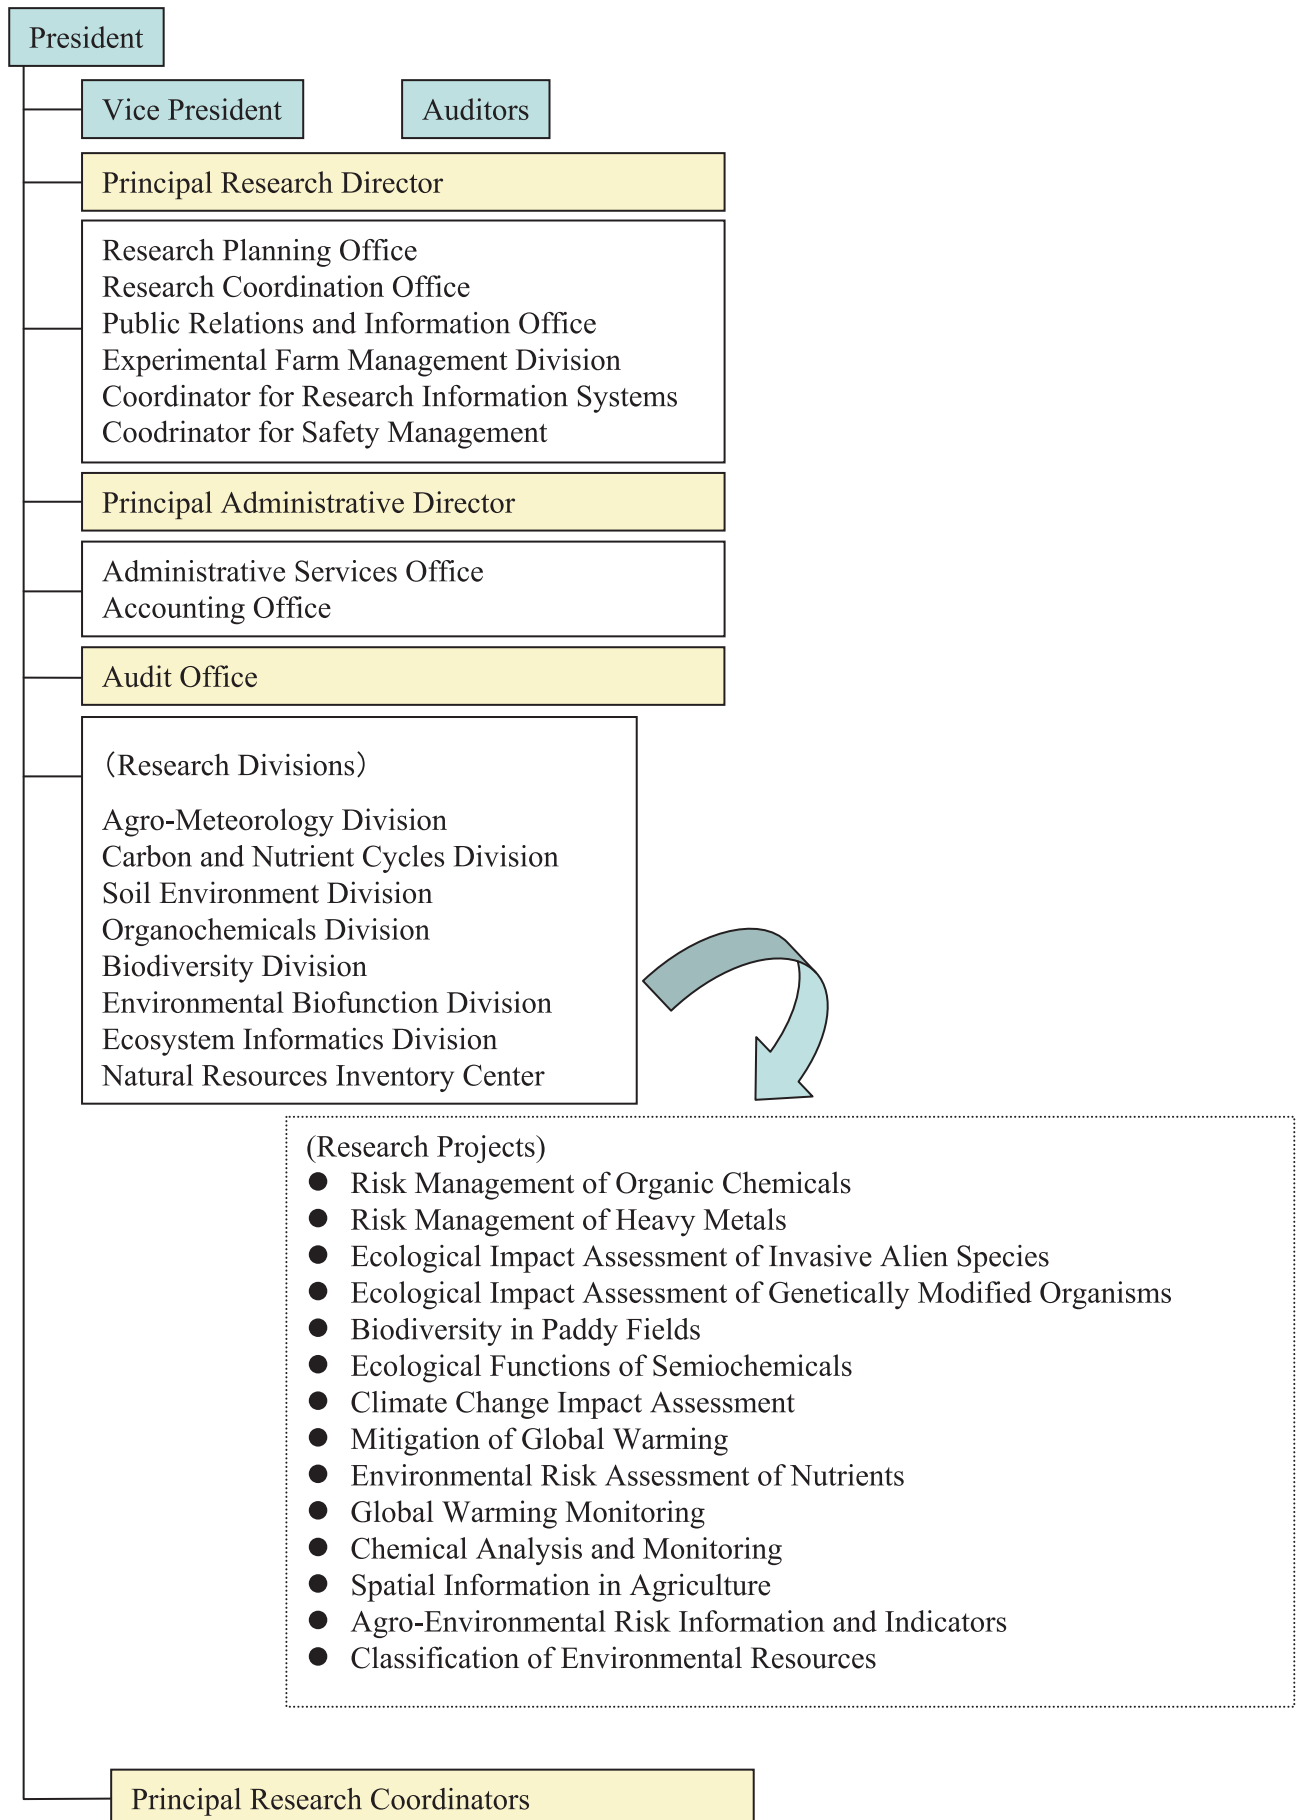 President
Vice President
Auditors
Principal Research Director
Research Planning Office
Research Coordination Office
Public Relations and Information Office
Experimental Farm Management Division
Coordinator for Research Information Systems
Coodrinator for Safety Management
Principal Administrative Director
Administrative Services Office
Accounting Office
Audit Office
（Research Divisions）
Agro-Meteorology Division
Carbon and Nutrient Cycles Division
Soil Environment Division
Organochemicals Division
Biodiversity Division
Environmental Biofunction Division
Ecosystem Informatics Division
Natural Resources Inventory Center
(Research Projects)
● Risk Management of Organic Chemicals
● Risk Management of Heavy Metals
● Ecological Impact Assessment of Invasive Alien Species
● Ecological Impact Assessment of Genetically Modified Organisms
● Biodiversity in Paddy Fields
● Ecological Functions of Semiochemicals
● Climate Change Impact Assessment
● Mitigation of Global Warming
● Environmental Risk Assessment of Nutrients
● Global Warming Monitoring
● Chemical Analysis and Monitoring
● Spatial Information in Agriculture
● Agro-Environmental Risk Information and Indicators
● Classification of Environmental Resources
Principal Research Coordinators